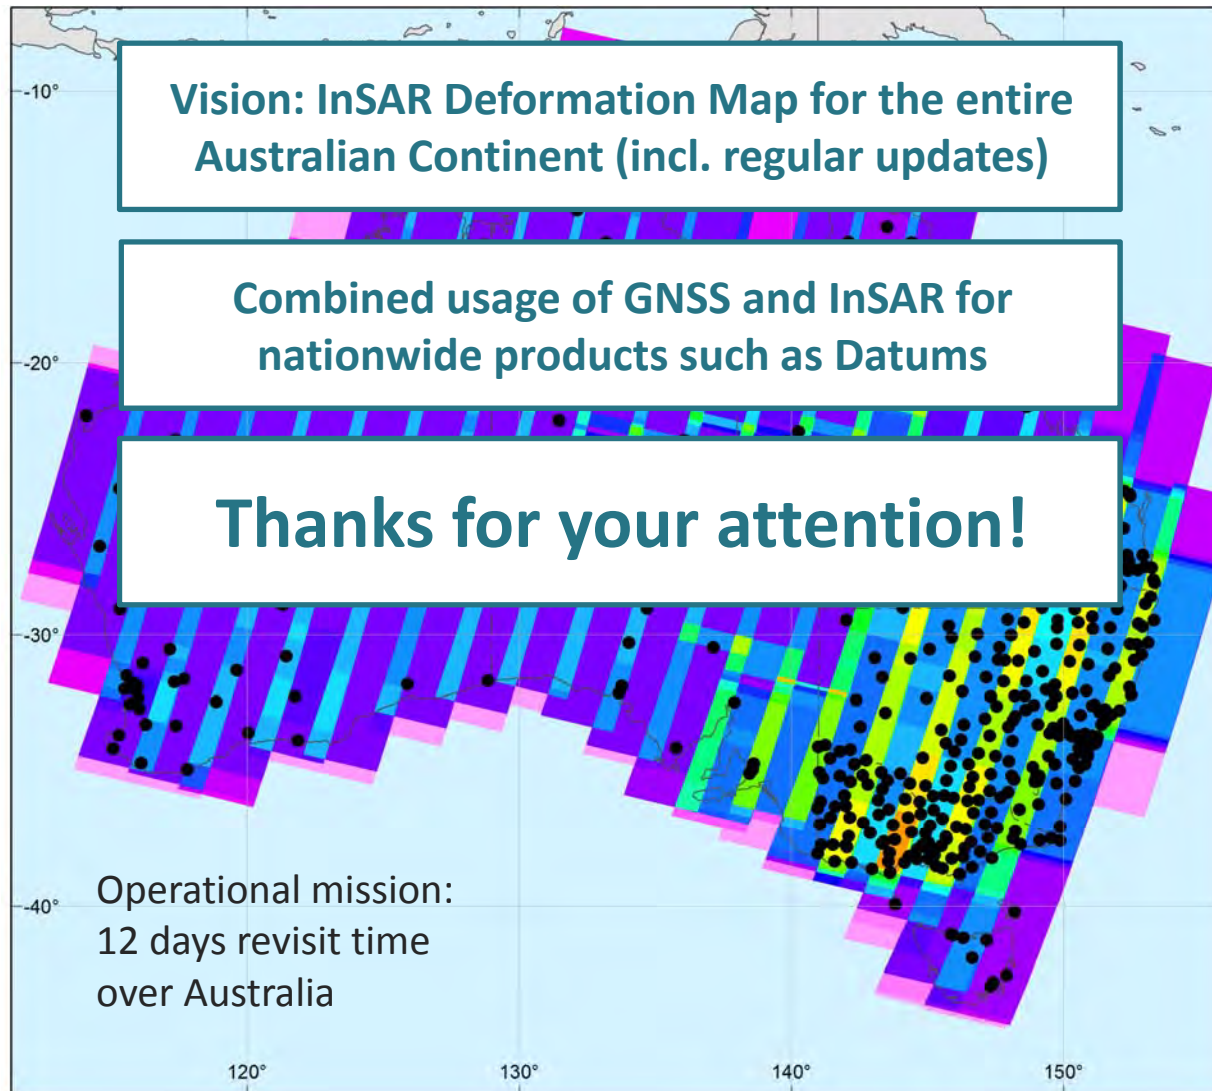 Vision: InSAR Deformation Map for the entire
Australian Continent (incl. regular updates)
Combined usage of GNSS and InSAR for
nationwide products such as Datums
Thanks for your attention!
Operational mission:
12 days revisit time
over Australia
-10°
-20°
-30°
-40°
120°
130°
140°
150°